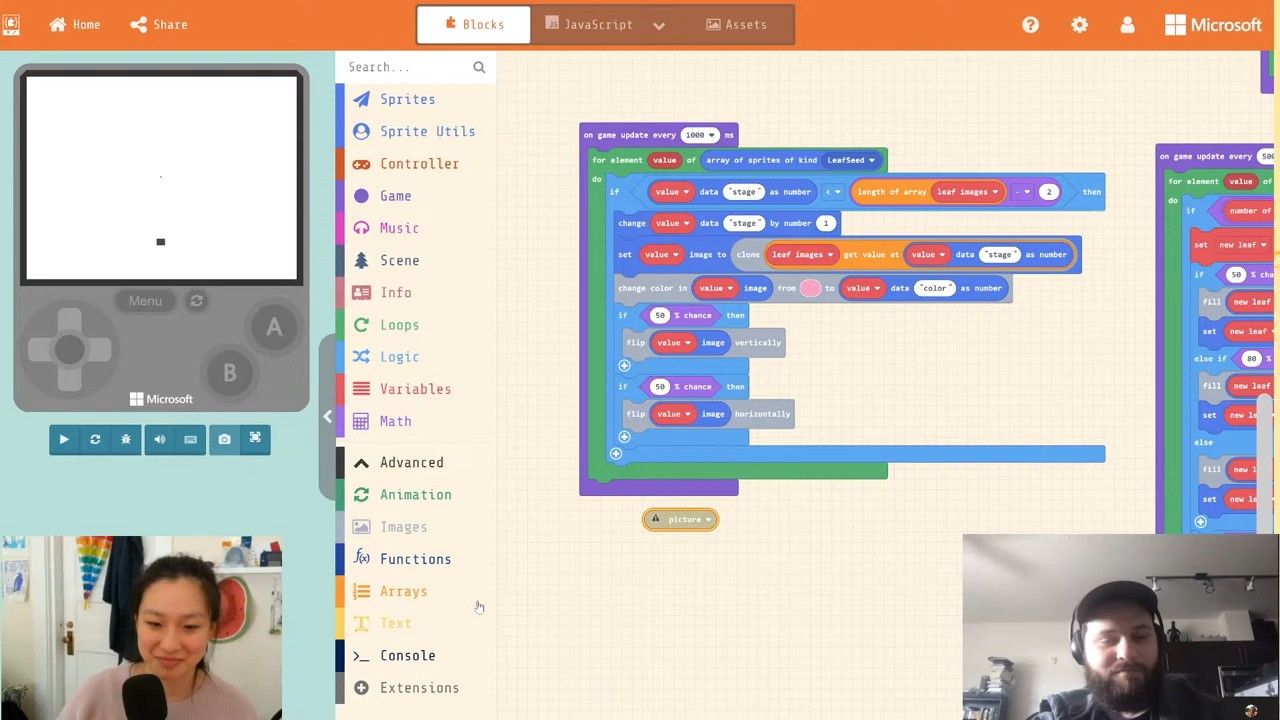 Home
Share
Blocks
JS JavaScript
Assets
Microsoft
Menu
A
B
Microsoft
Search...
Sprites
Sprite Utils
Controller
Game
Music
Scene
Info
Loops
Logic
Variables
Math
Advanced
Animation
Images
Functions
Arrays
Text
Console
Extensions
on game update every 1000 ms
for element value of array of sprites of kind LeafSeed
do
if value data "stage" as number < length of array leaf images - 2 then
change value data "stage" by number 1
set value image to clone leaf images get value at value data "stage" as number
change color in value image from to value data "color" as number
if 50 % chance then
flip value image vertically
if 50 % chance then
flip value image horizontally
picture
on game update every
for element value of
do
if number of
set new leaf
if 50 %
fill
set
else if 80 %
fill
set
else
fill
set